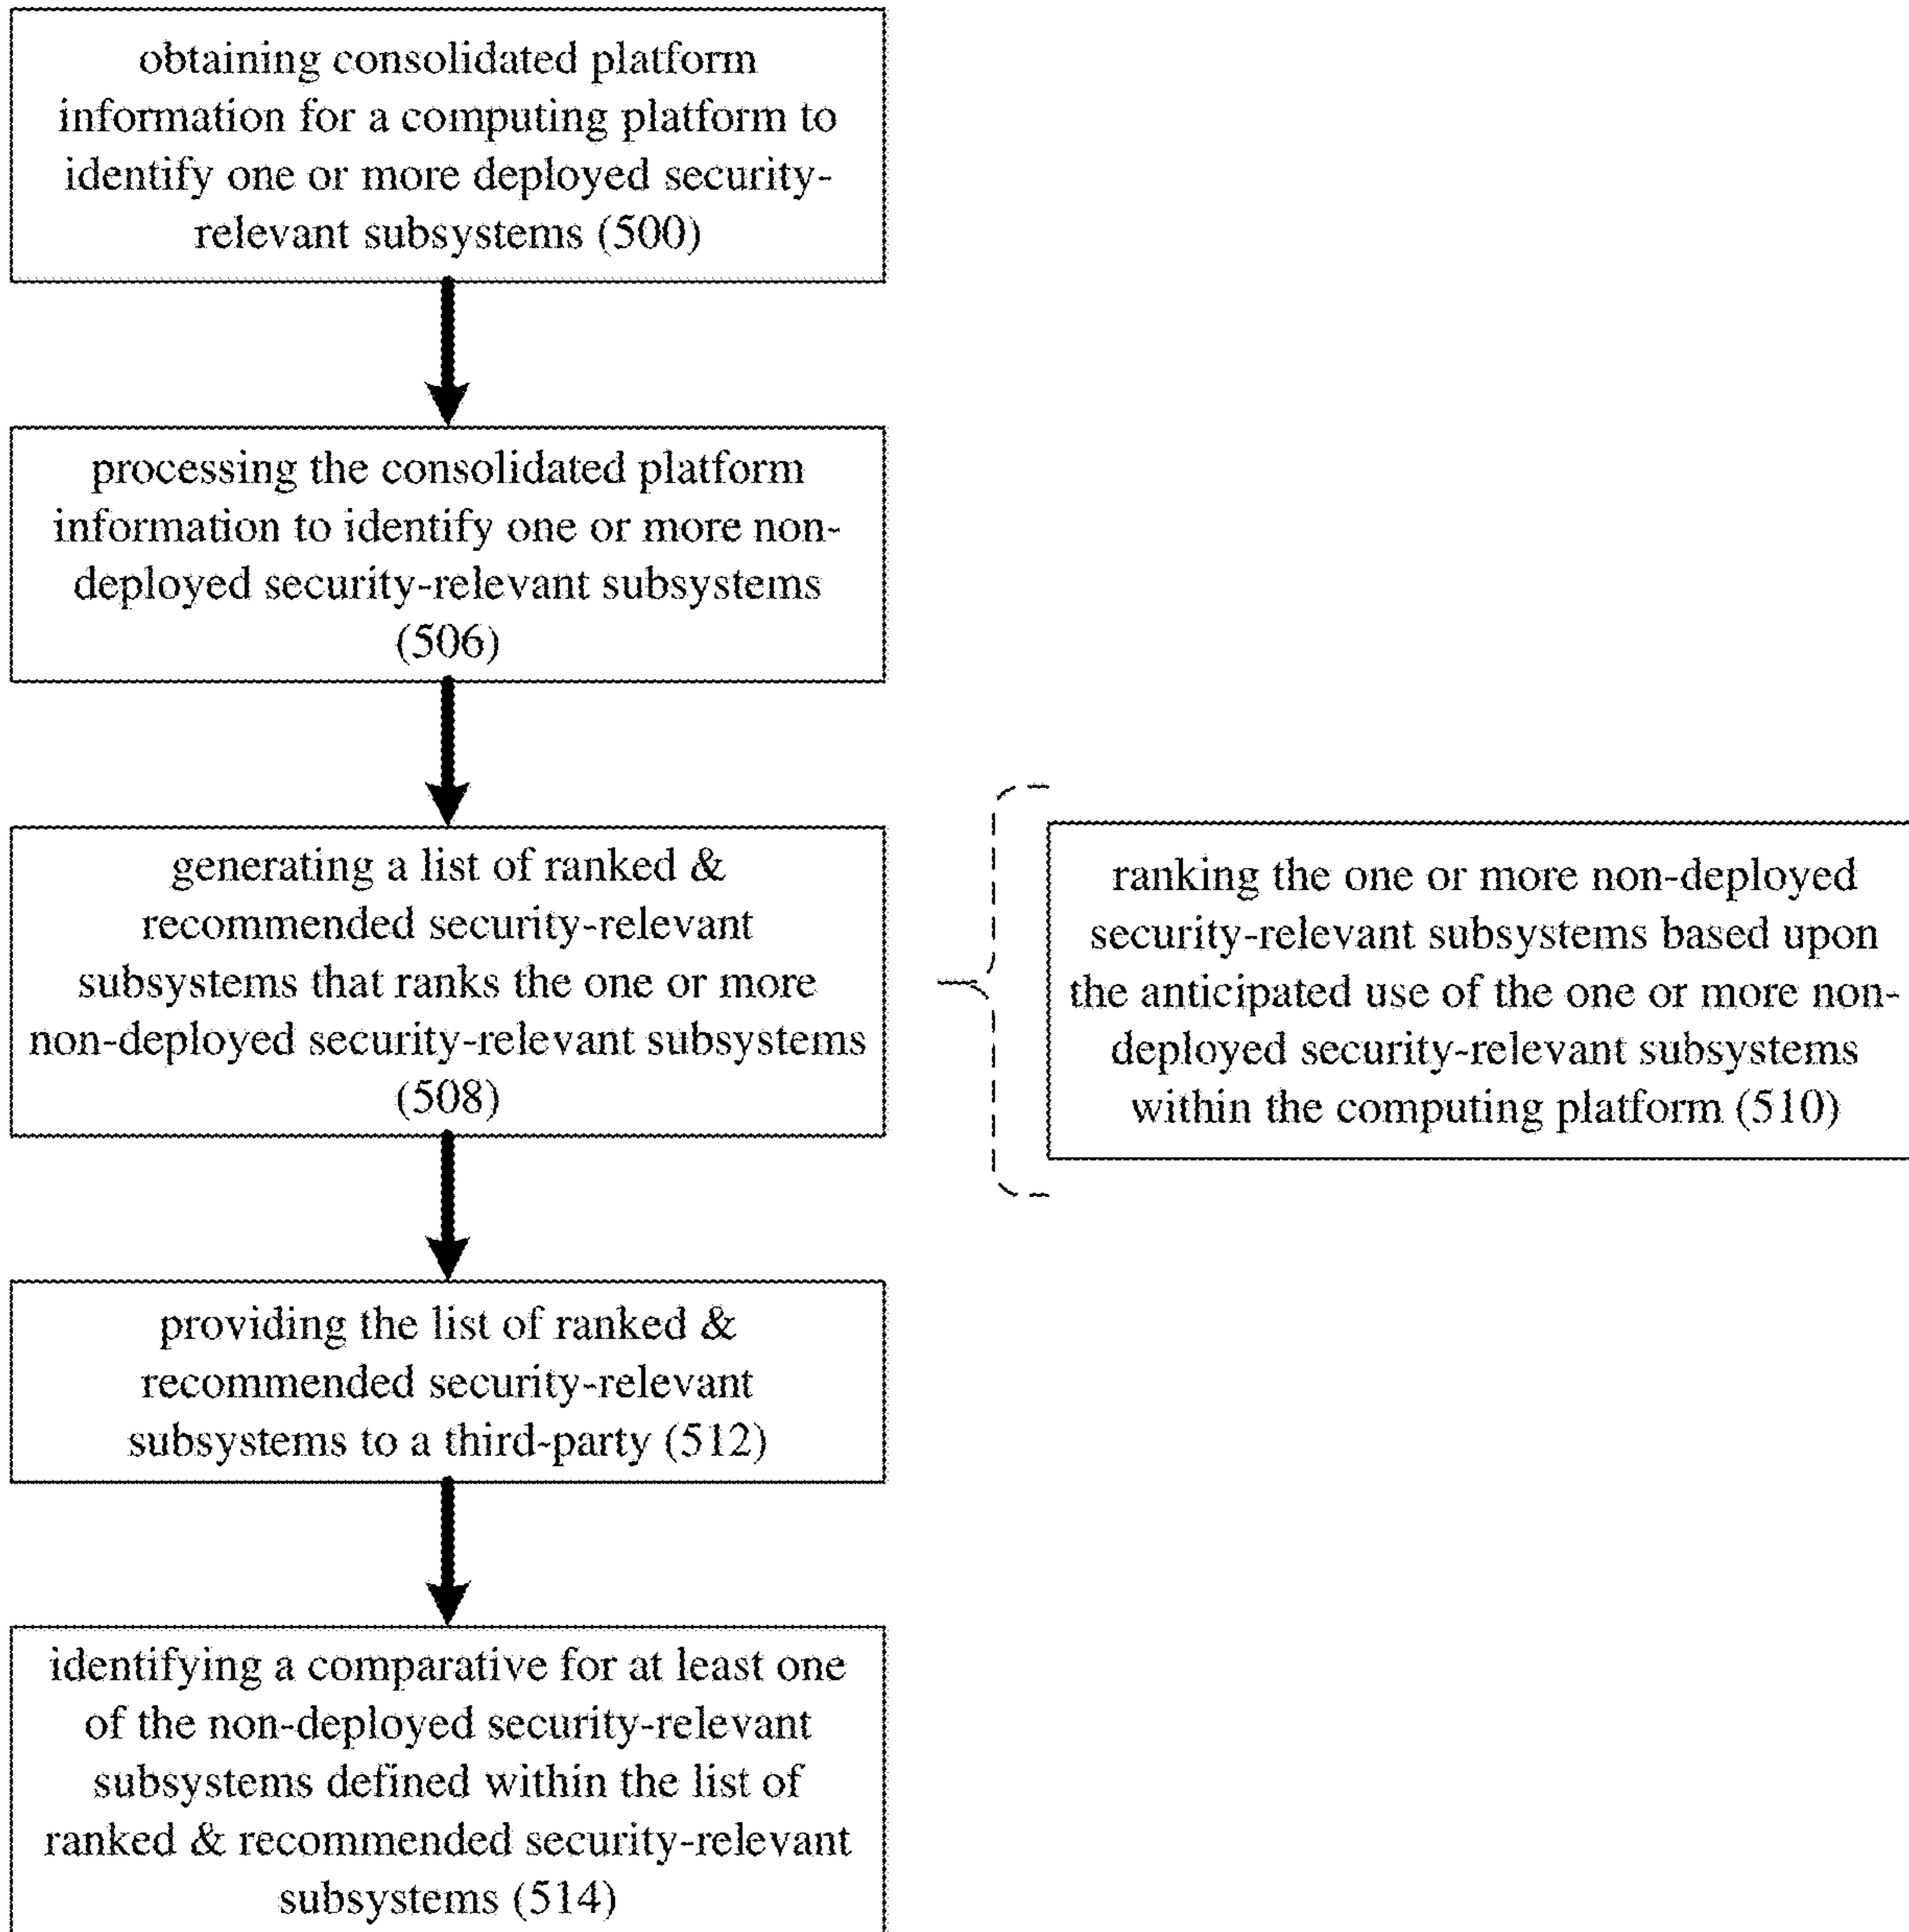 obtaining consolidated platform
information for a computing platform to
identify one or more deployed security-
relevant subsystems (500)
processing the consolidated platform
information to identify one or more non-
deployed security-relevant subsystems
(506)
generating a list of ranked &
recommended security-relevant
subsystems that ranks the one or more
non-deployed security-relevant subsystems
(508)
ranking the one or more non-deployed
security-relevant subsystems based upon
the anticipated use of the one or more non-
deployed security-relevant subsystems
within the computing platform (510)
providing the list of ranked &
recommended security-relevant
subsystems to a third-party (512)
identifying a comparative for at least one
of the non-deployed security-relevant
subsystems defined within the list of
ranked & recommended security-relevant
subsystems (514)